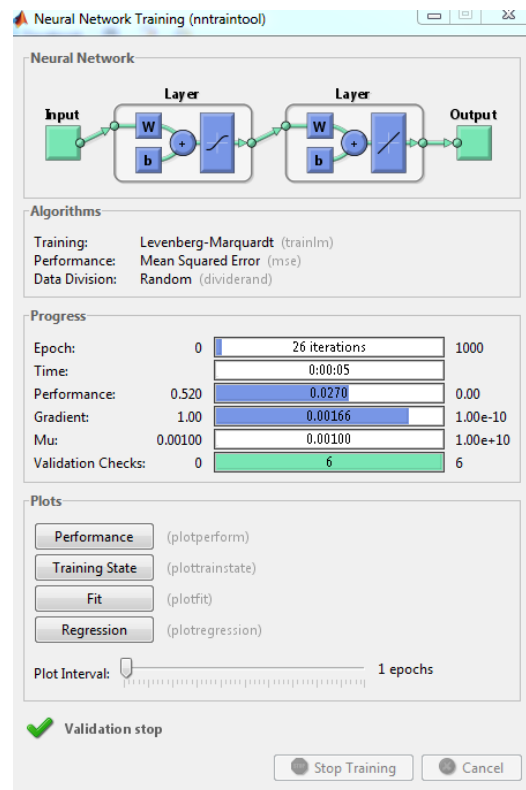 Neural Network Training (nntraintool)
Neural Network
Layer Layer
Input Output
W W
+ +
b b
Algorithms
Training: Levenberg-Marquardt (trainlm)
Performance: Mean Squared Error (mse)
Data Division: Random (dividerand)
Progress
Epoch: 0 26 iterations 1000
Time: 0:00:05
Performance: 0.520 0.0270 0.00
Gradient: 1.00 0.00166 1.00e-10
Mu: 0.00100 0.00100 1.00e+10
Validation Checks: 0 6 6
Plots
Performance (plotperform)
Training State (plottrainstate)
Fit (plotfit)
Regression (plotregression)
Plot Interval: 1 epochs
Validation stop
Stop Training Cancel